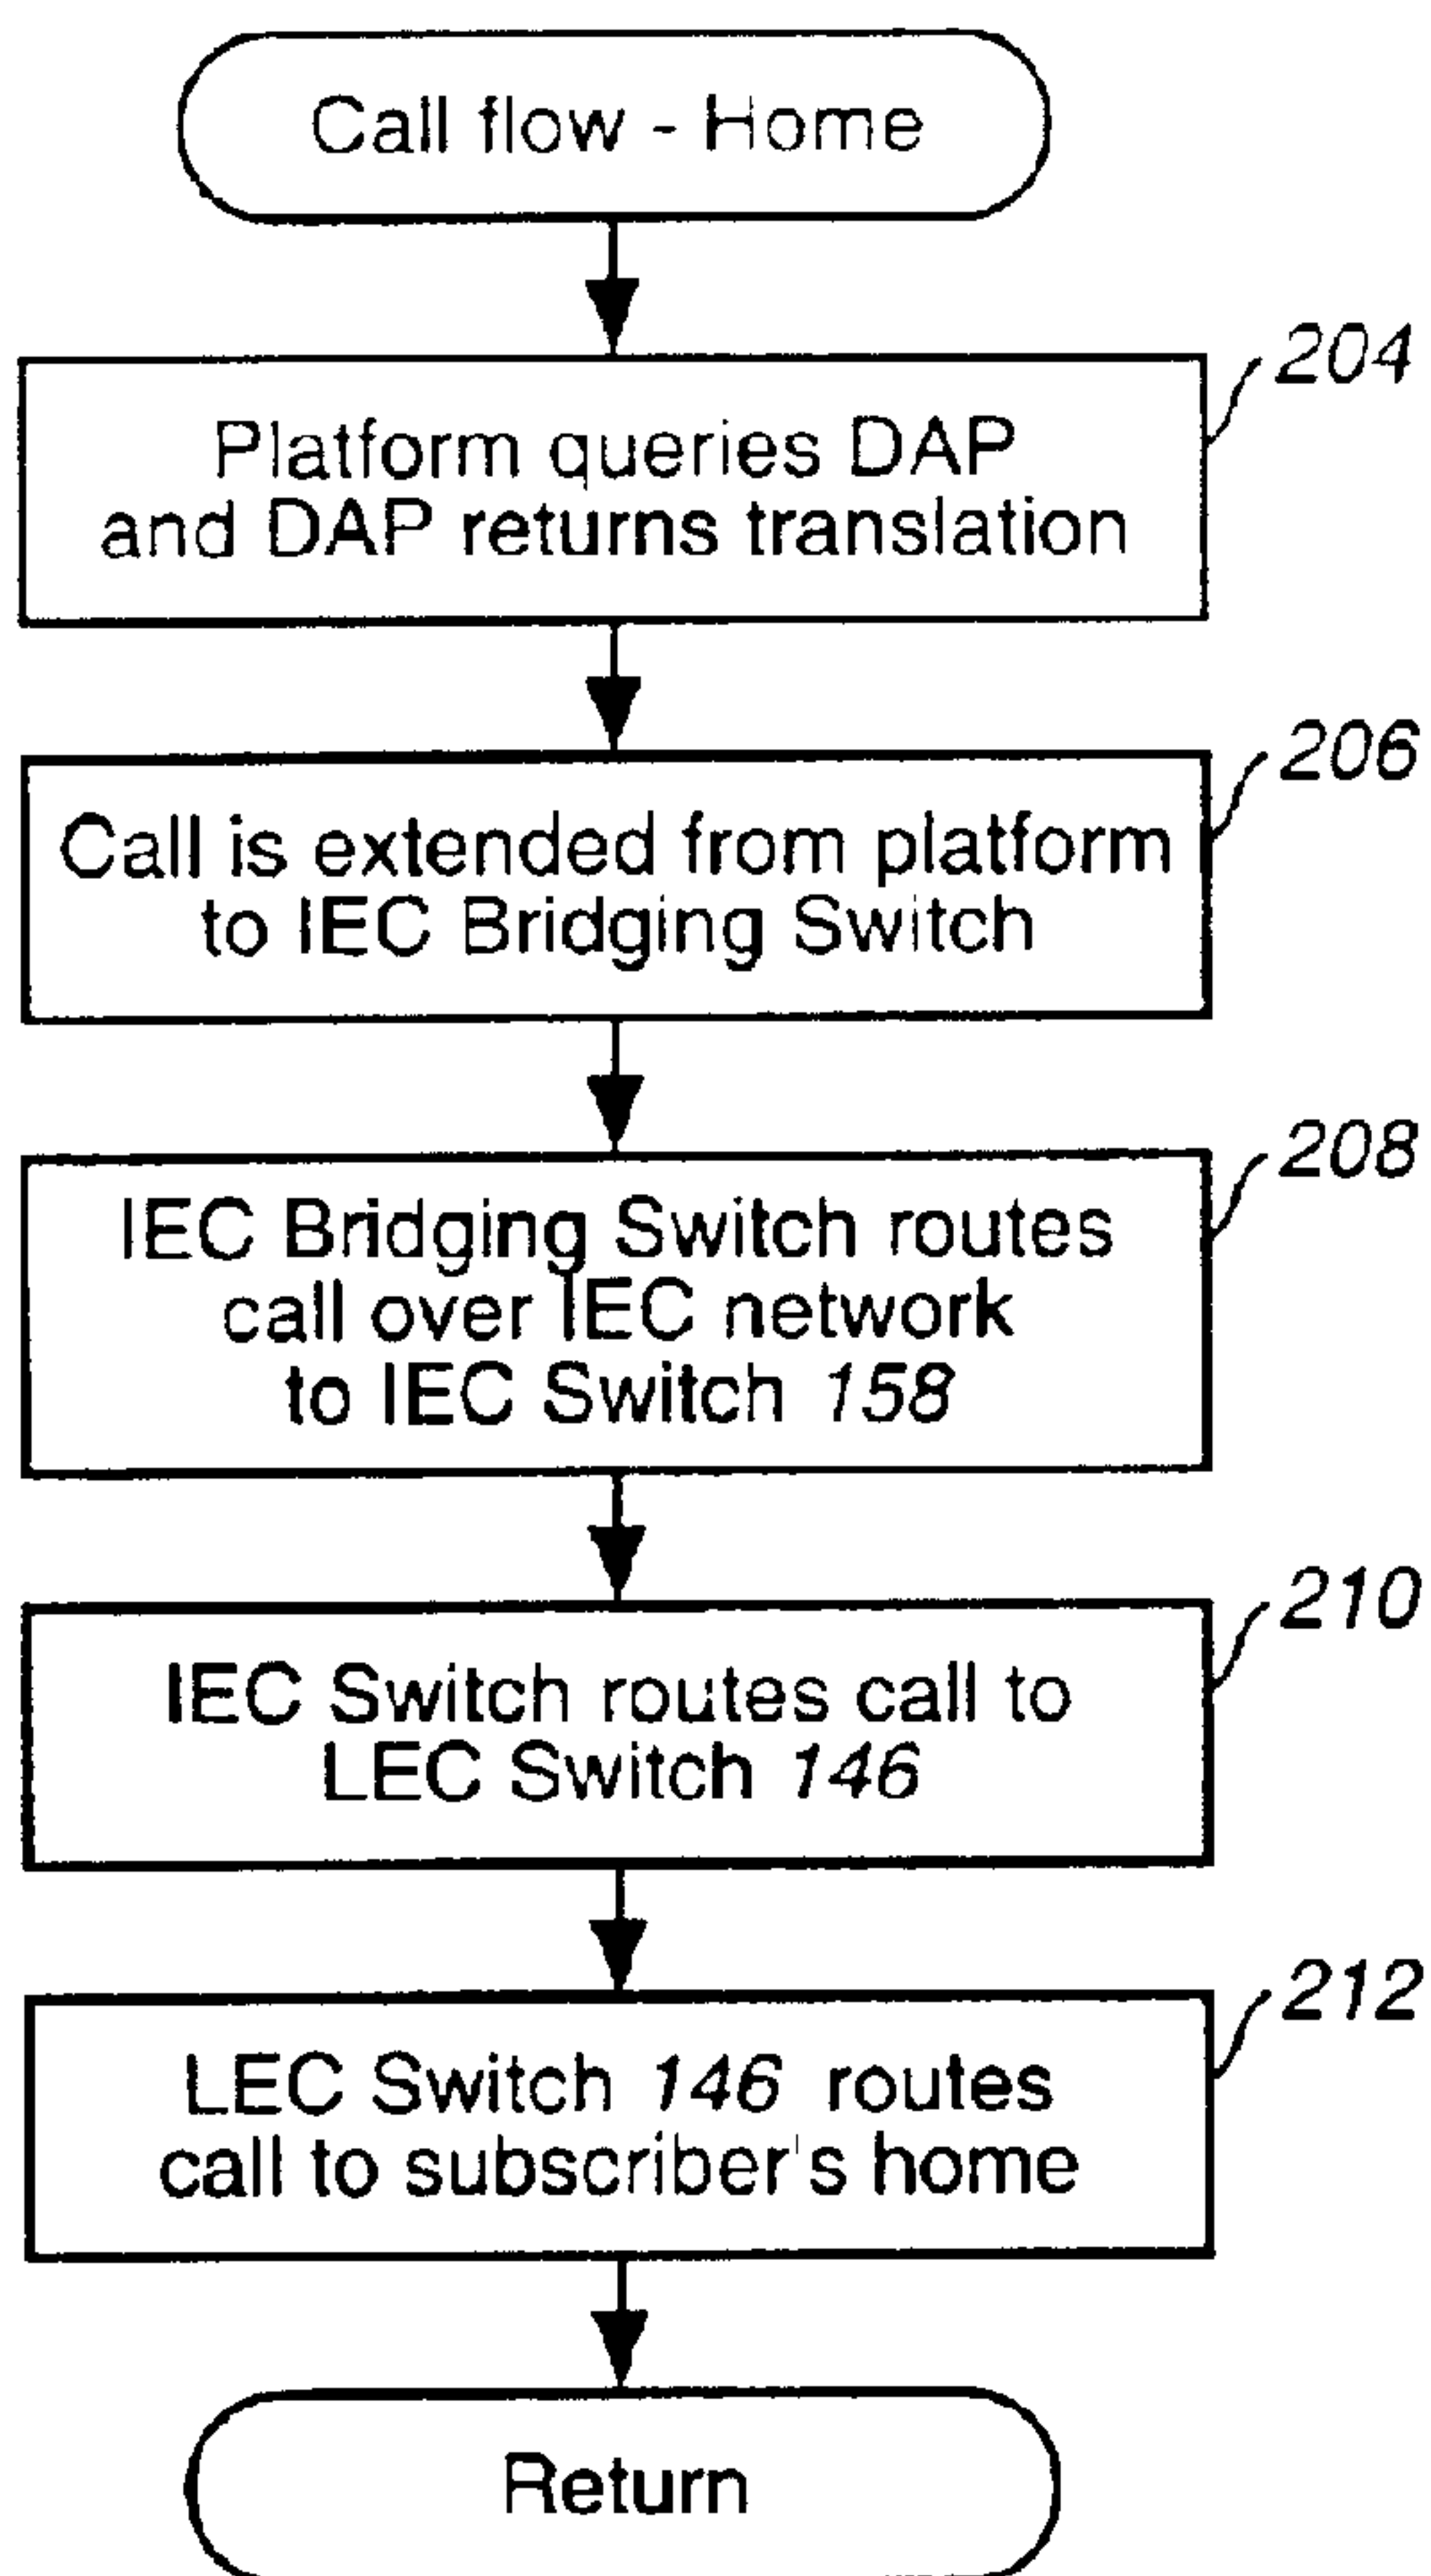 Call flow - Home
204
Platform queries DAP
and DAP returns translation
206
Call is extended from platform
to IEC Bridging Switch
208
IEC Bridging Switch routes
call over IEC network
to IEC Switch 158
210
IEC Switch routes call to
LEC Switch 146
212
LEC Switch 146 routes
call to subscriber's home
Return